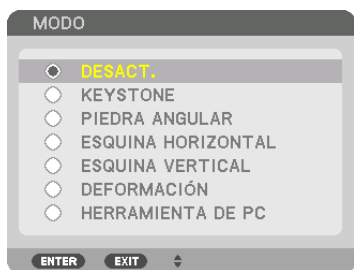 MODO
DESACT.
KEYSTONE
PIEDRA ANGULAR
ESQUINA HORIZONTAL
ESQUINA VERTICAL
DEFORMACIÓN
HERRAMIENTA DE PC
ENTER EXIT